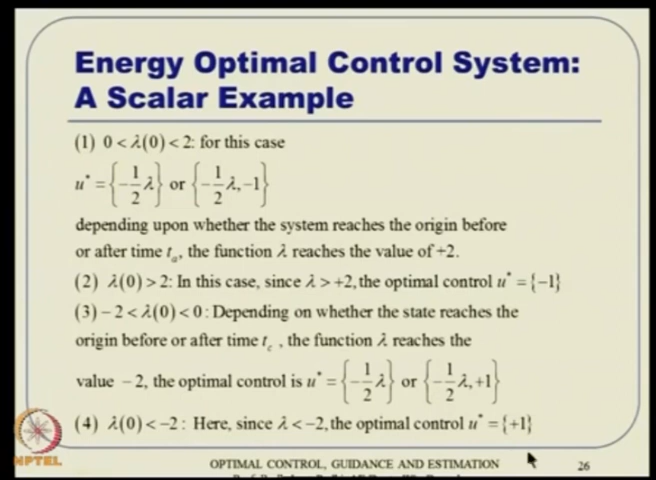 Energy Optimal Control System:
A Scalar Example
(1) 0 < λ(0) < 2: for this case
u* = {-1/2 λ} or {-1/2 λ, -1}
depending upon whether the system reaches the origin before
or after time tₐ, the function λ reaches the value of +2.
(2) λ(0) > 2: In this case, since λ > +2, the optimal control u* = {-1}
(3) - 2 < λ(0) < 0 : Depending on whether the state reaches the
origin before or after time t_c , the function λ reaches the
value - 2, the optimal control is u* = {-1/2 λ} or {-1/2 λ, +1}
(4) λ(0) < -2 : Here, since λ < -2, the optimal control u* = {+1}
NPTEL
OPTIMAL CONTROL, GUIDANCE AND ESTIMATION
26